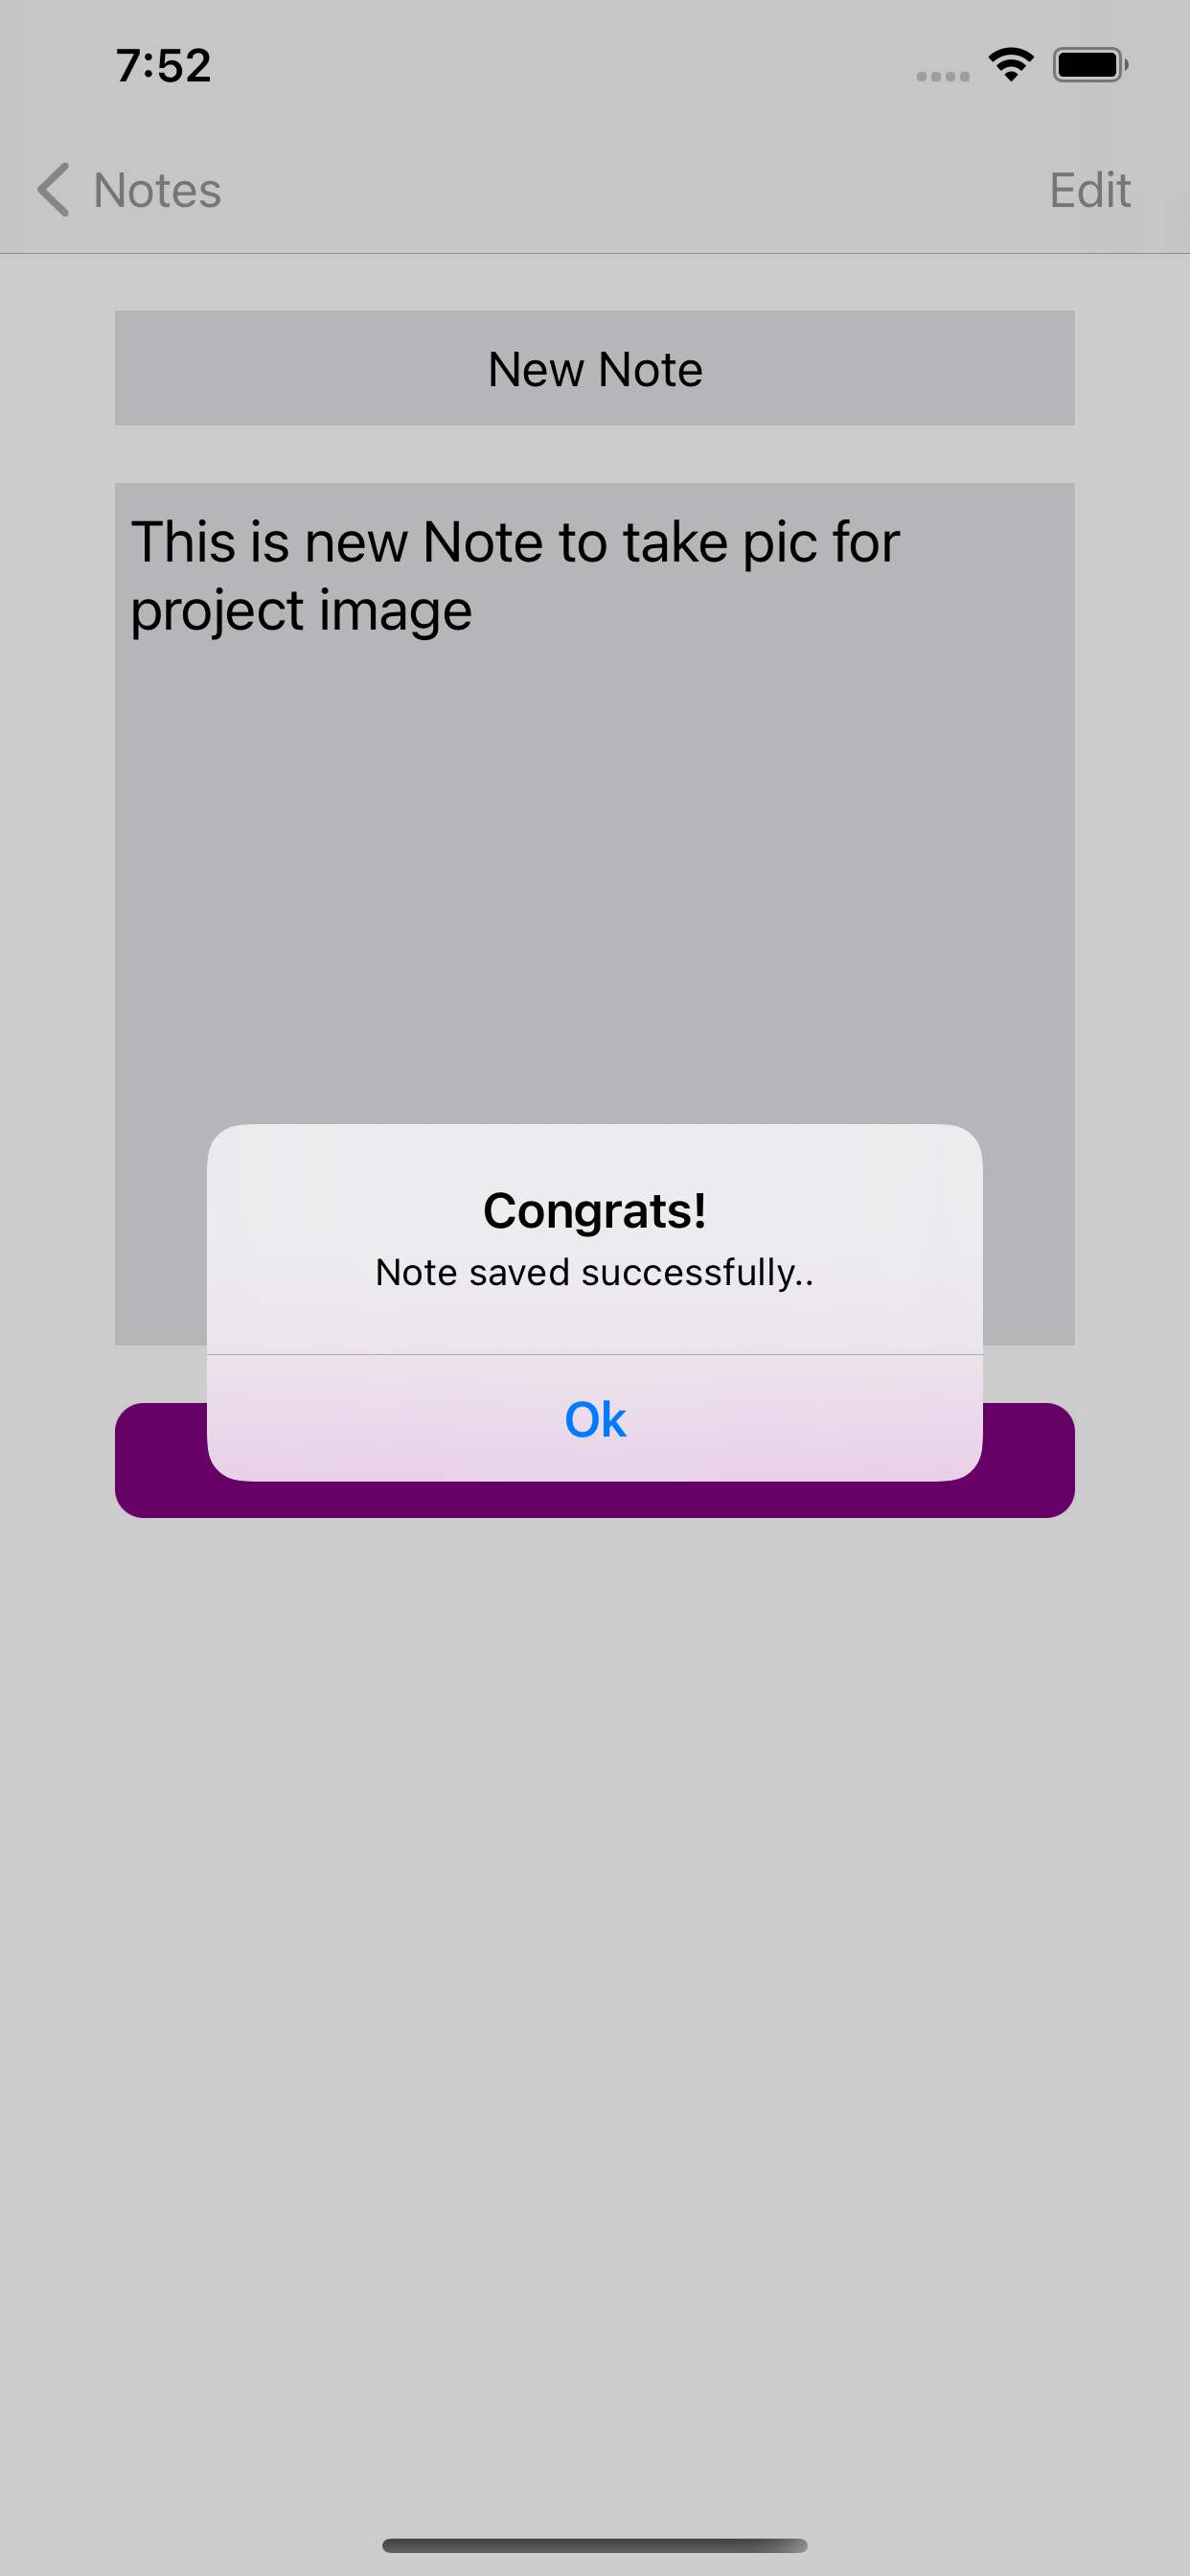 7:52
Notes
Edit
New Note
This is new Note to take pic for
project image
Congrats!
Note saved successfully..
Ok